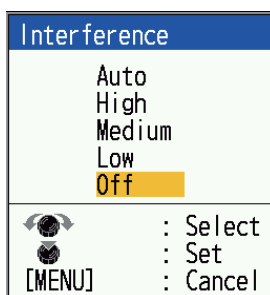 Interference
Auto
High
Medium
Low
Off
: Select
: Set
[MENU] : Cancel